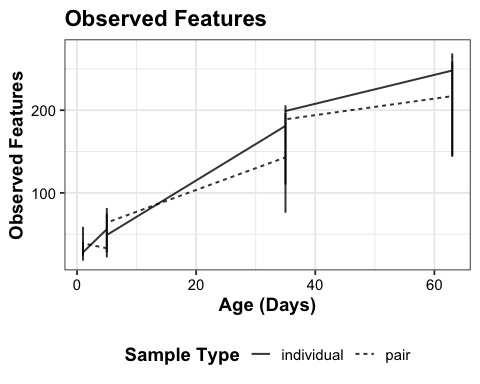 Observed Features
Observed Features
200
100
0
20
40
60
Age (Days)
Sample Type individual pair